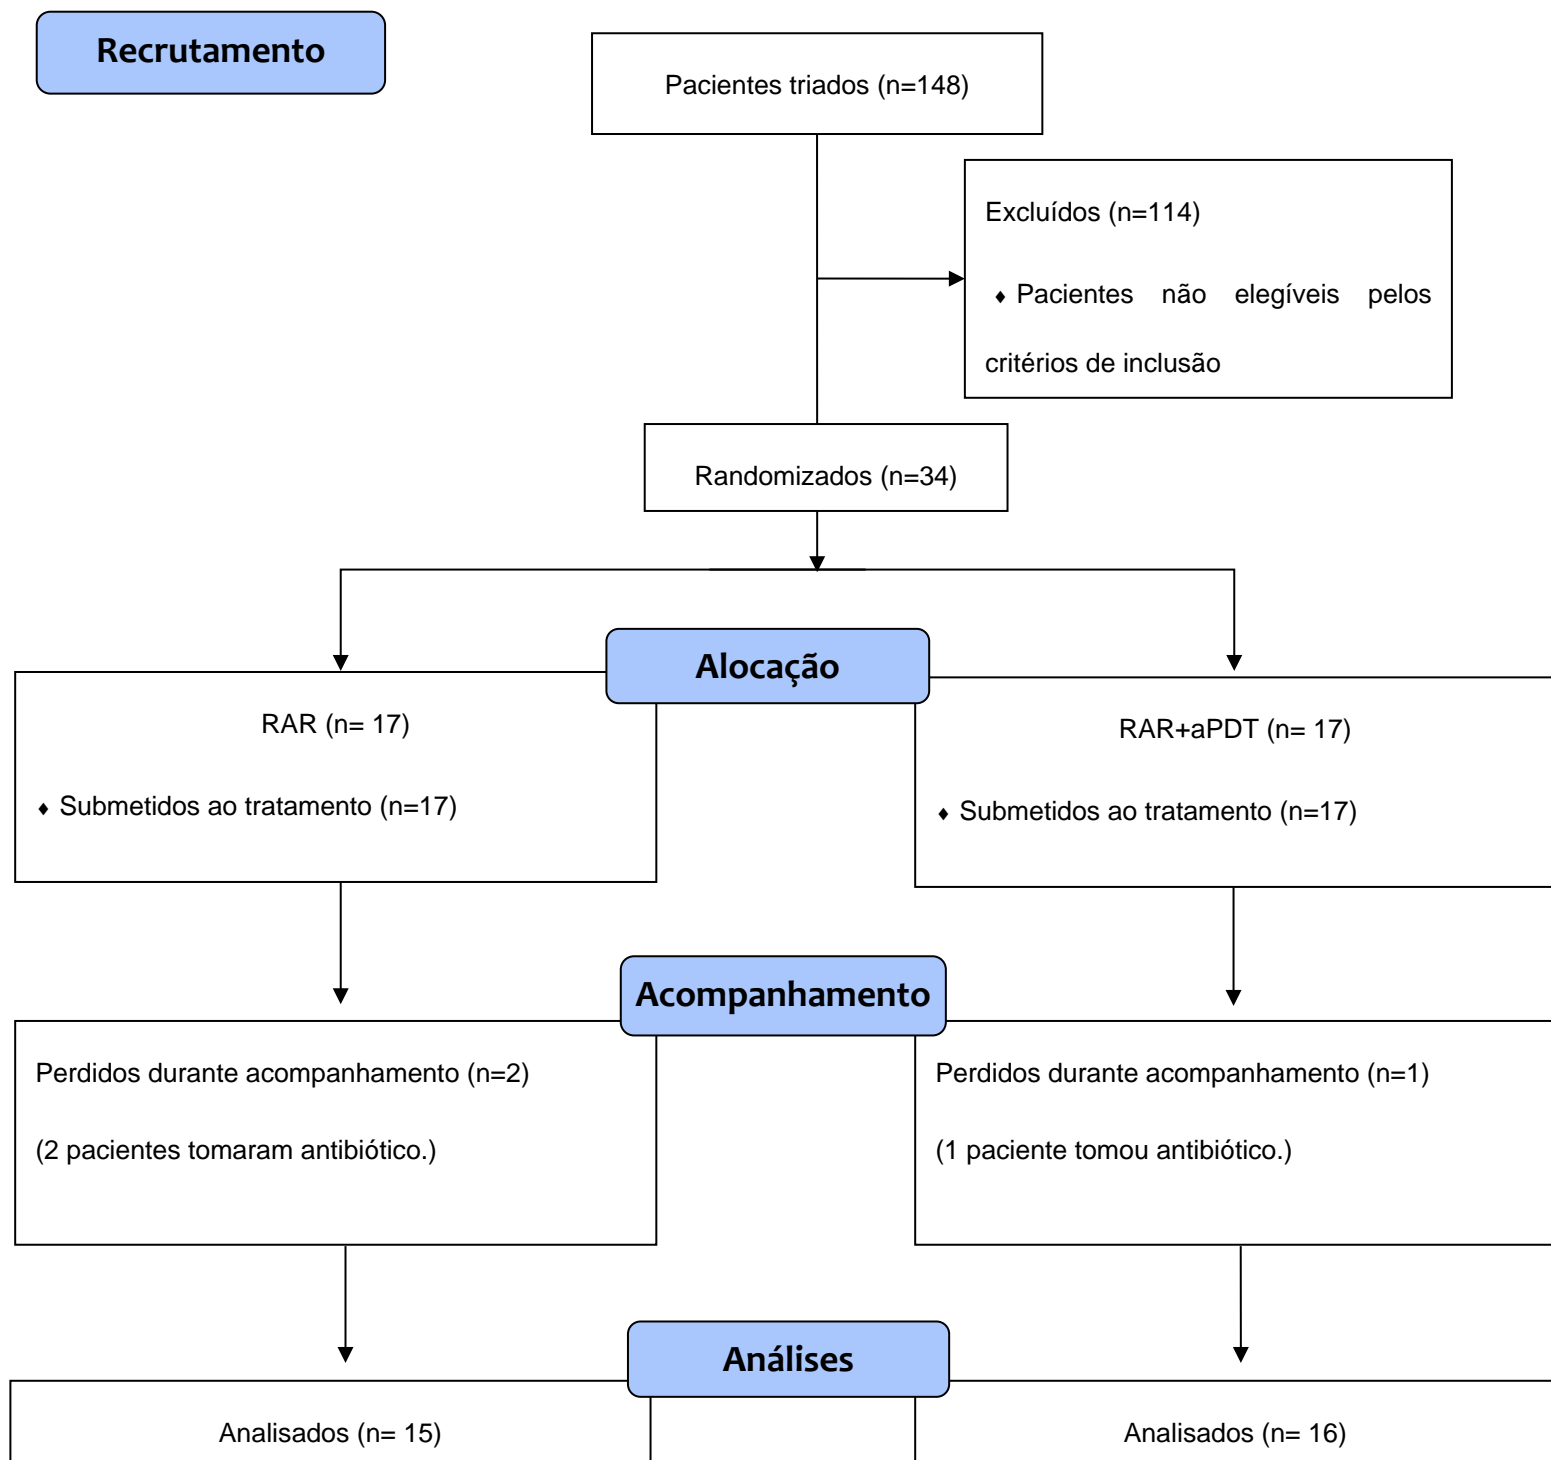 Recrutamento
Pacientes triados (n=148)
Excluídos (n=114)
♦ Pacientes não elegíveis pelos
critérios de inclusão
Randomizados (n=34)
Alocação
RAR (n= 17)
♦ Submetidos ao tratamento (n=17)
RAR+aPDT (n= 17)
♦ Submetidos ao tratamento (n=17)
Acompanhamento
Perdidos durante acompanhamento (n=2)
(2 pacientes tomaram antibiótico.)
Perdidos durante acompanhamento (n=1)
(1 paciente tomou antibiótico.)
Análises
Analisados (n= 15)
Analisados (n= 16)